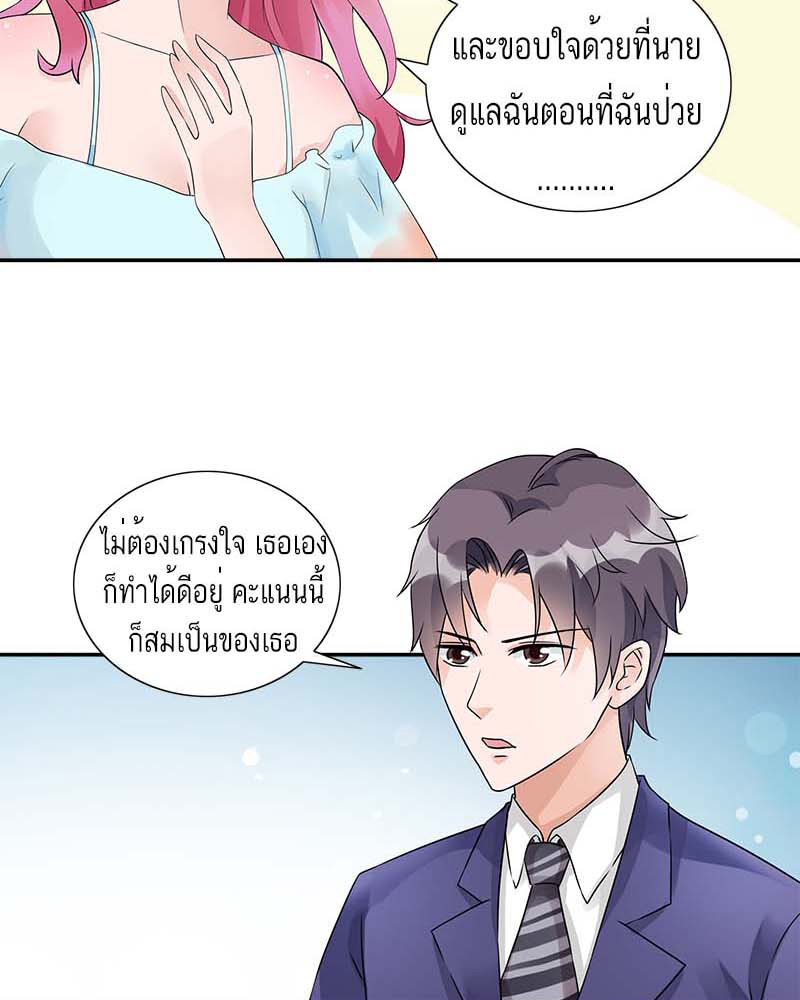 และขอบใจด้วยที่นาย
ดูแลฉันตอนที่ฉันป่วย
..........
ไม่ต้องเกรงใจ เธอเอง
ก็ทำได้ดีอยู่ คะแนนนี้
ก็สมเป็นของเธอ